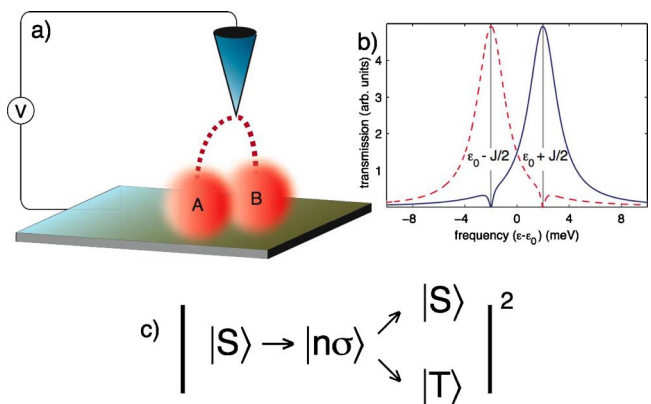 a)
V
A
B
b)
transmission (arb. units)
4
3
2
1
ε₀ - J/2
ε₀ + J/2
−8 −4 0 4 8
frequency (ε-ε₀) (meV)
c) | |S⟩ → |nσ⟩ |S⟩ |T⟩ |²